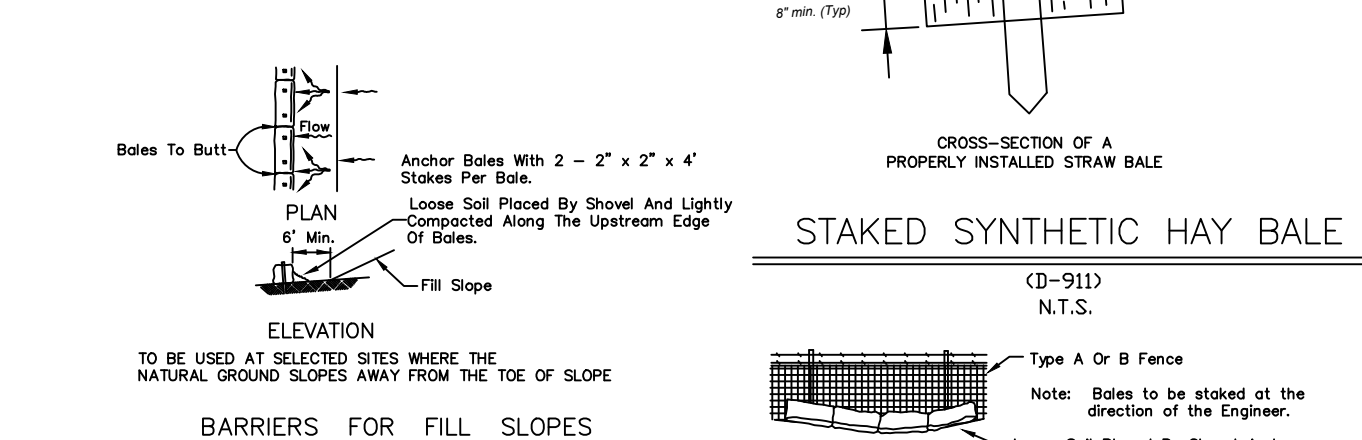 8" min. (Typ)
Flow
Bales To Butt
Anchor Bales With 2 – 2" x 2" x 4'
Stakes Per Bale.
PLAN
Loose Soil Placed By Shovel And Lightly
Compacted Along The Upstream Edge
Of Bales.
6' Min.
Fill Slope
ELEVATION
TO BE USED AT SELECTED SITES WHERE THE
NATURAL GROUND SLOPES AWAY FROM THE TOE OF SLOPE
BARRIERS FOR FILL SLOPES
CROSS–SECTION OF A
PROPERLY INSTALLED STRAW BALE
STAKED SYNTHETIC HAY BALE
(D-911)
N.T.S.
Type A Or B Fence
Note: Bales to be staked at the
direction of the Engineer.